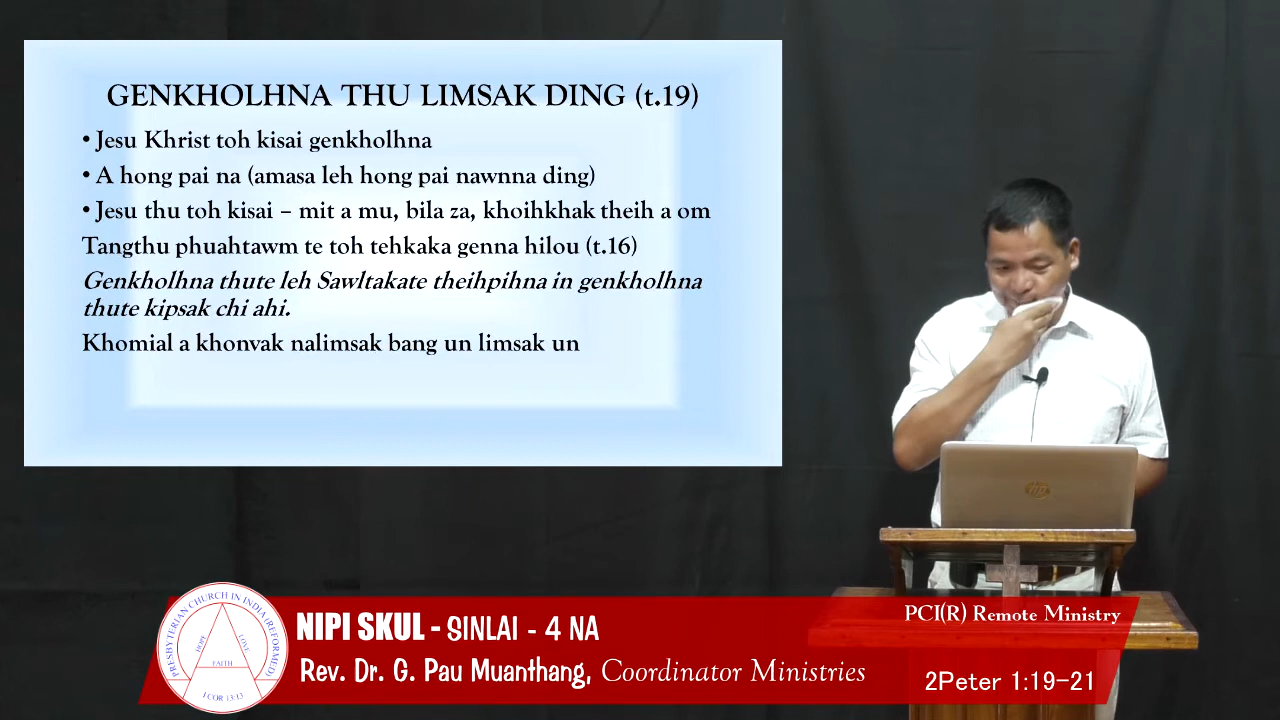 GENKHOLHNA THU LIMSAK DING (t.19)
• Jesu Khrist toh kisai genkholhna
• A hong pai na (amasa leh hong pai nawnna ding)
• Jesu thu toh kisai – mit a mu, bila za, khoihkhak theih a om
Tangthu phuahtawm te toh tehkaka genna hilou (t.16)
Genkholhna thute leh Sawltakate theihpihna in genkholhna
thute kipsak chi ahi.
Khomial a khonvak nalimsak bang un limsak un
PRESBYTERIAN CHURCH IN INDIA (REFORMED)
HOPE
LOVE
FAITH
I COR 13:13
NIPI SKUL - SINLAI - 4 NA
Rev. Dr. G. Pau Muanthang, Coordinator Ministries
PCI(R) Remote Ministry
2Peter 1:19-21
hp